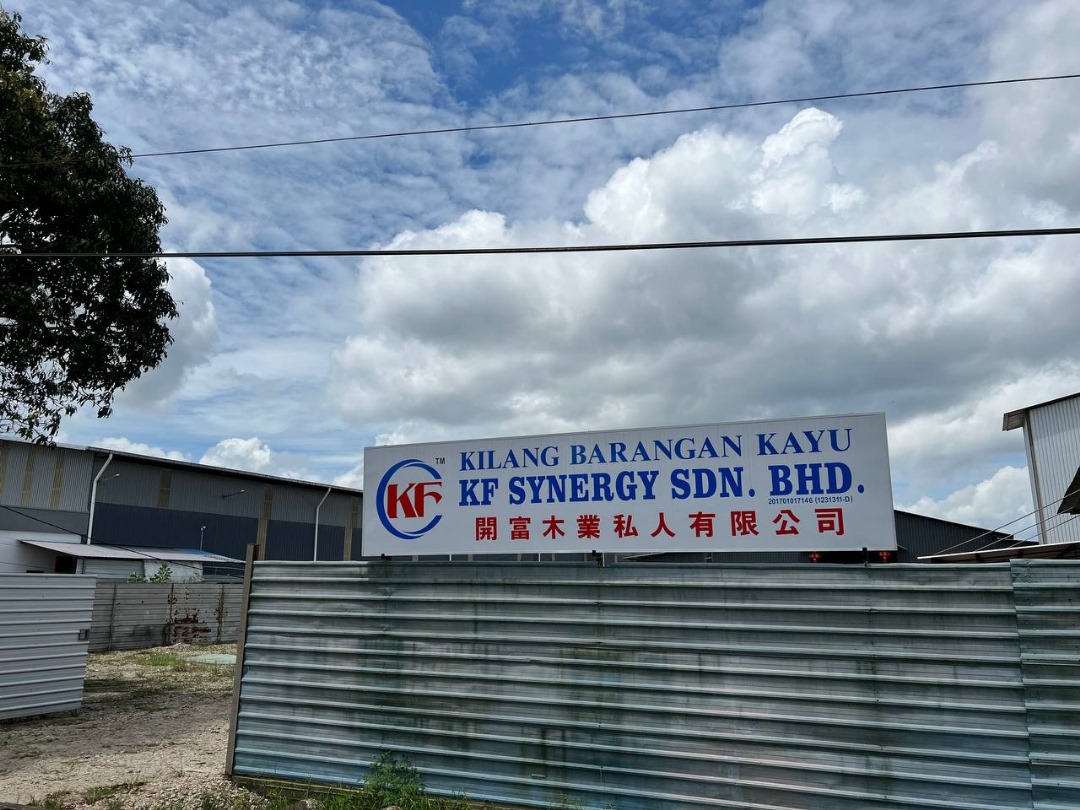 KF
TM
KILANG BARANGAN KAYU
KF SYNERGY SDN. BHD.
201701017146 (1231311-D)
開富木業私人有限公司